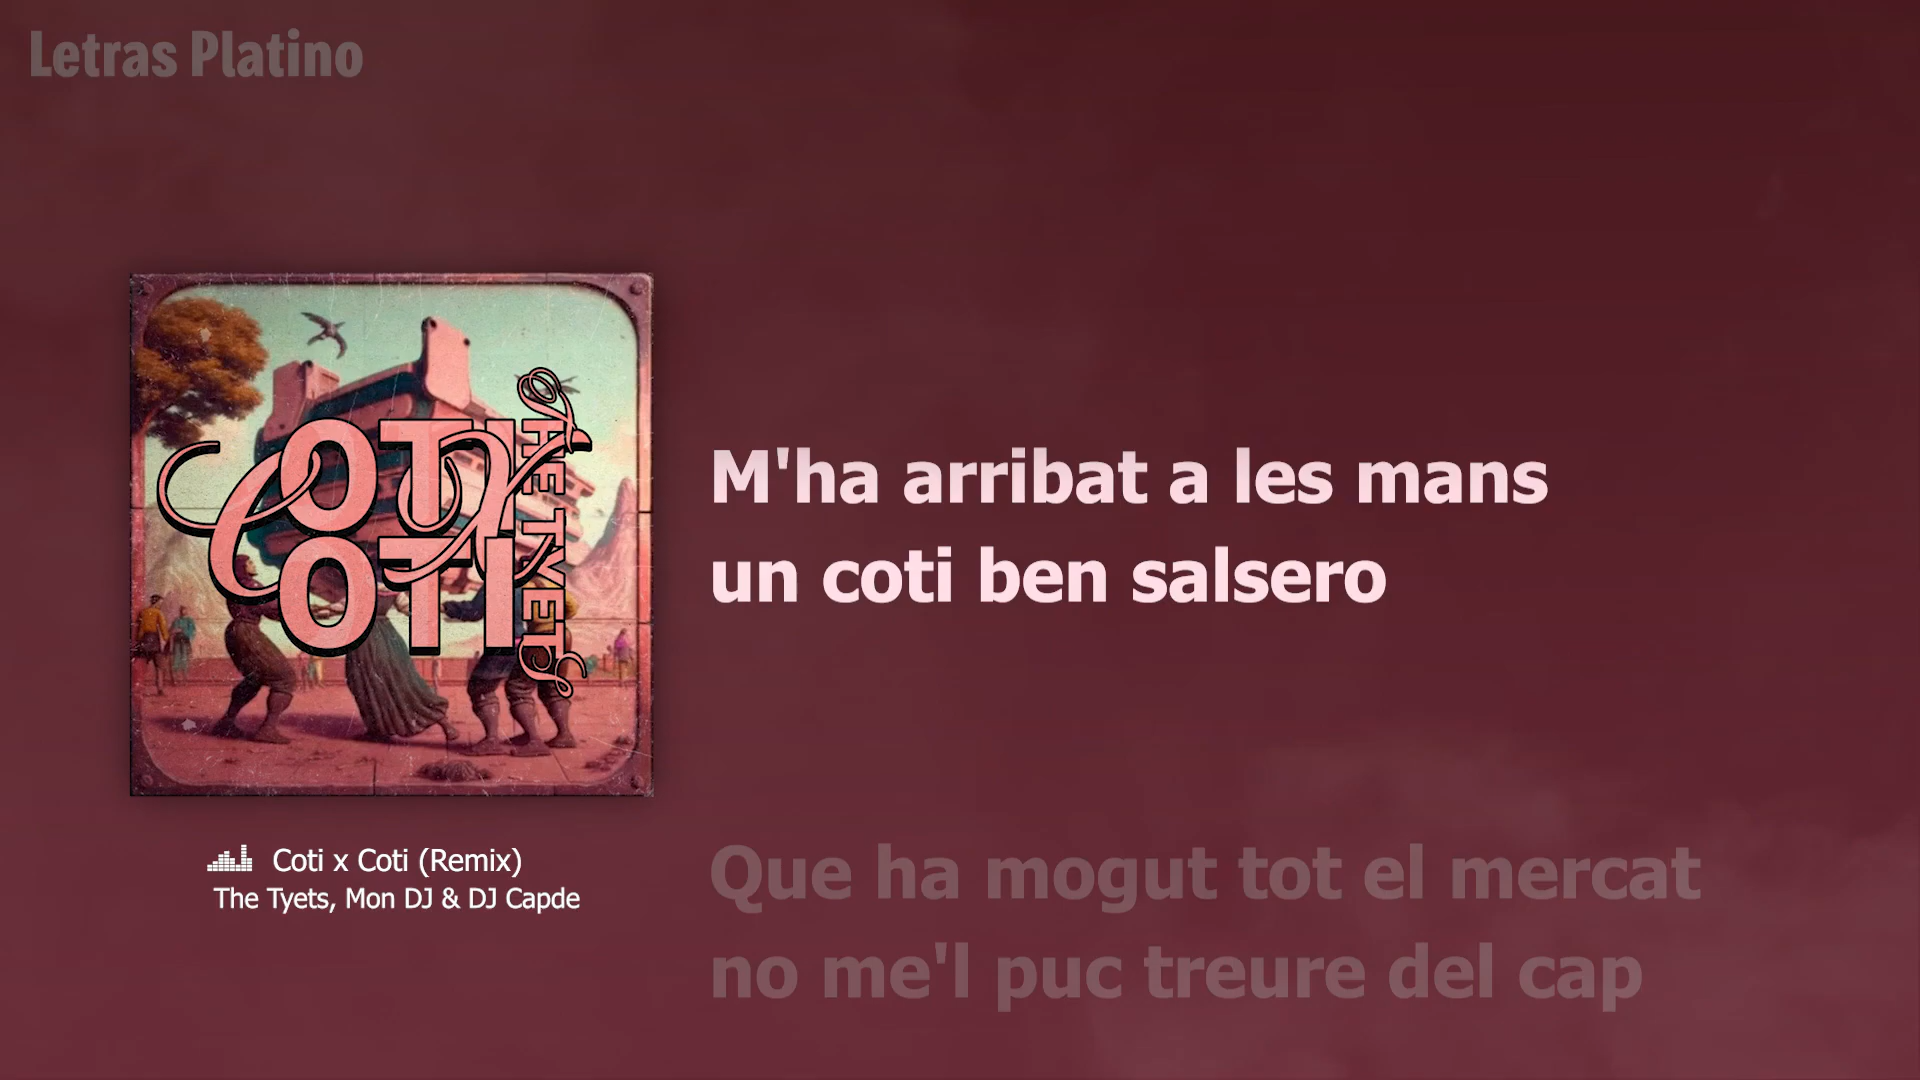 Letras Platino
COTI X
COTI
THE TYETS
M'ha arribat a les mans
un coti ben salsero
Coti x Coti (Remix)
The Tyets, Mon DJ & DJ Capde
Que ha mogut tot el mercat
no me'l puc treure del cap